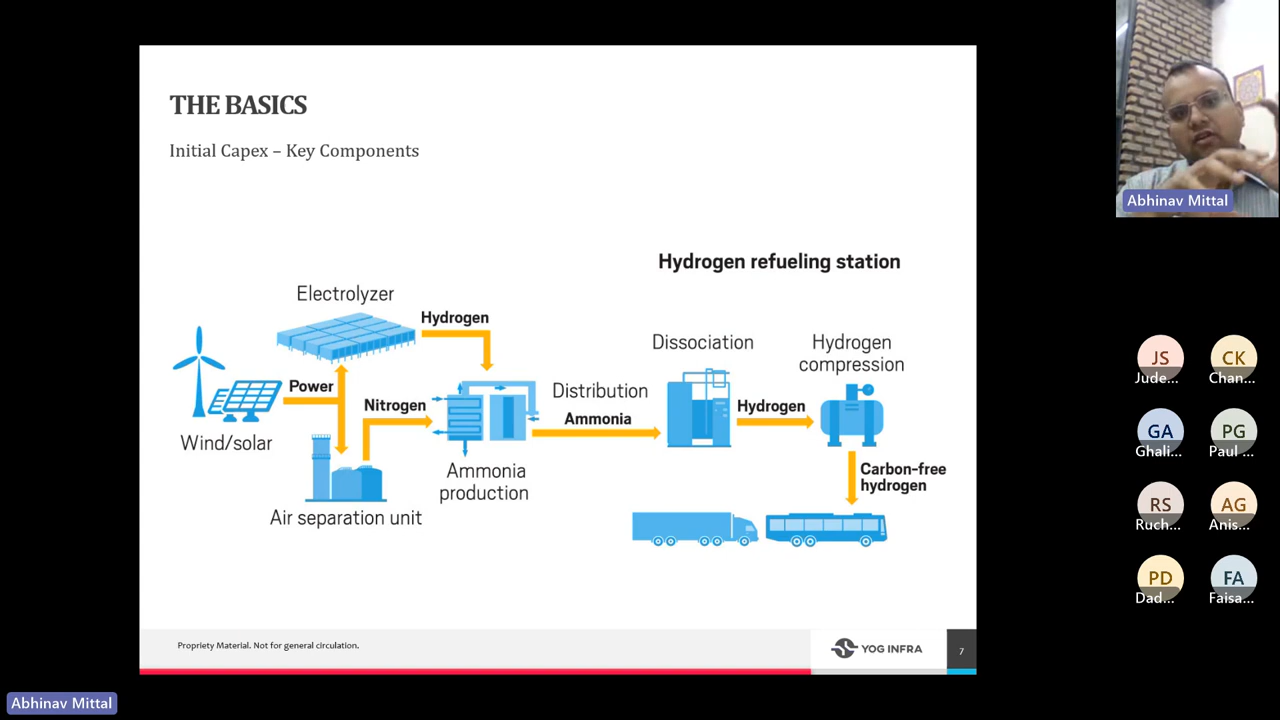 THE BASICS
Initial Capex – Key Components
Hydrogen refueling station
Electrolyzer
Hydrogen
Dissociation
Hydrogen
compression
Power
Nitrogen
Distribution
Ammonia
Hydrogen
Wind/solar
Ammonia
production
Carbon-free
hydrogen
Air separation unit
Propriety Material. Not for general circulation.
YOG INFRA
7
Abhinav Mittal
JS
Jude...
CK
Chan...
GA
Ghali...
PG
Paul ...
RS
Ruch...
AG
Anis...
PD
Dad...
FA
Faisa...
Abhinav Mittal